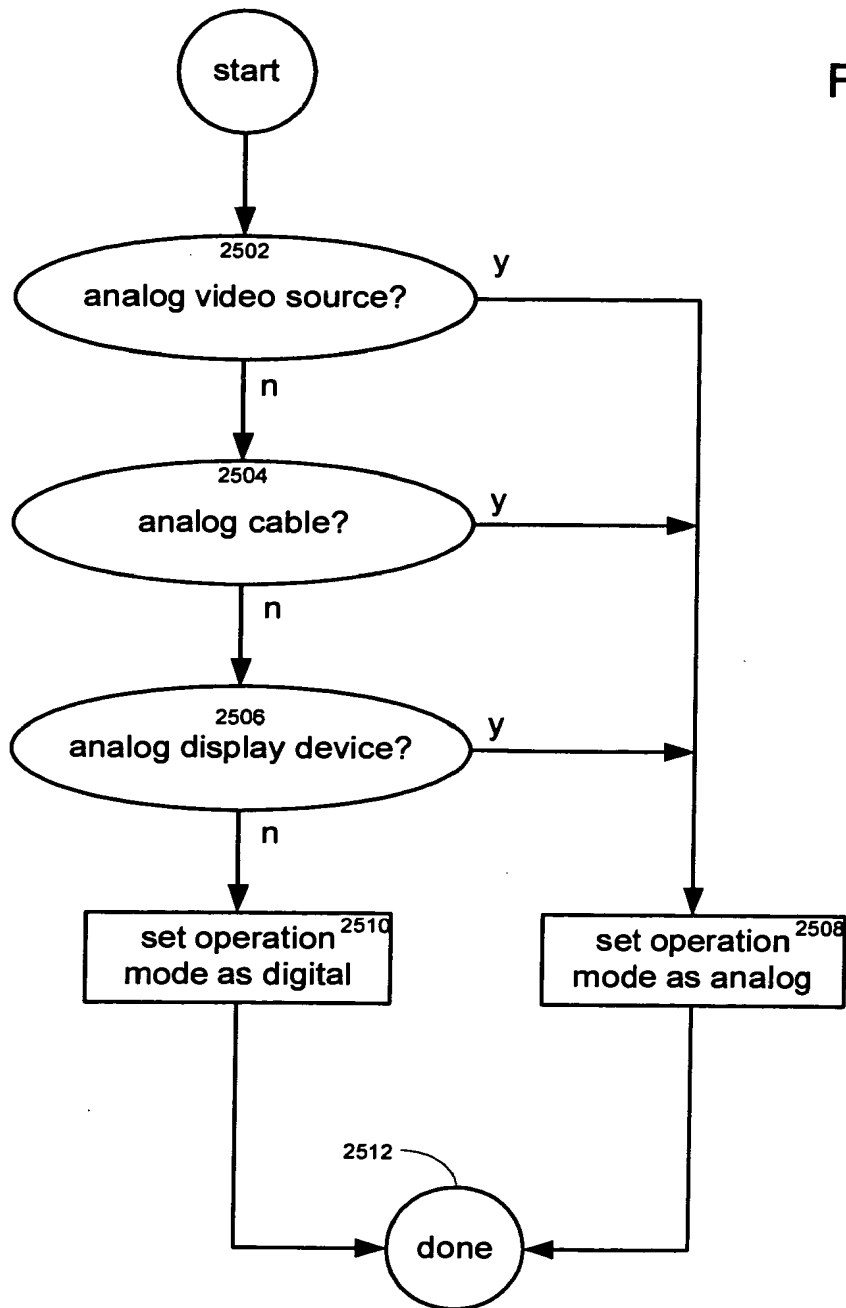 start
F
2502
analog video source?
y
n
2504
analog cable?
y
n
2506
analog display device?
y
n
set operation 2510
mode as digital
set operation 2508
mode as analog
2512
done